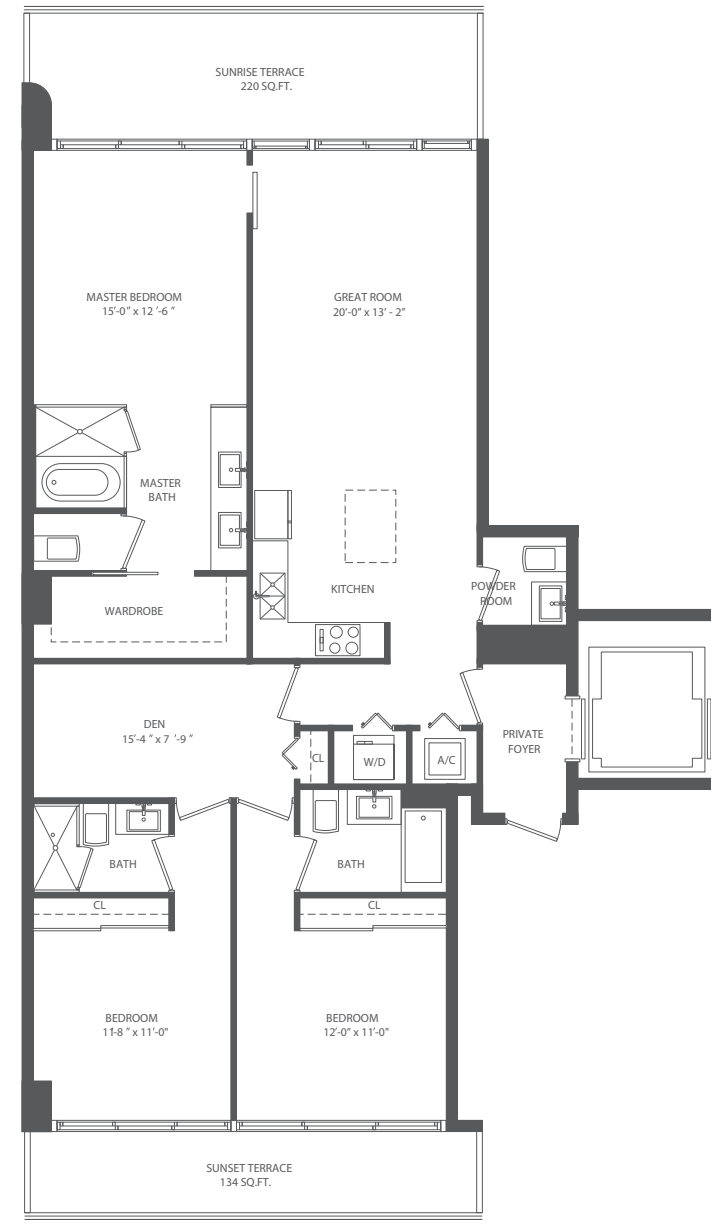 SUNRISE TERRACE
220 SQ.FT.
MASTER BEDROOM
15'-0" x 12 '-6 "
GREAT ROOM
20'-0" x 13' - 2"
MASTER
BATH
KITCHEN
POWDER
ROOM
WARDROBE
DEN
15'-4 " x 7 '-9 "
CL
W/D
A/C
PRIVATE
FOYER
BATH
BATH
CL
CL
BEDROOM
11'-8 " x 11'-0"
BEDROOM
12'-0" x 11'-0"
SUNSET TERRACE
134 SQ.FT.